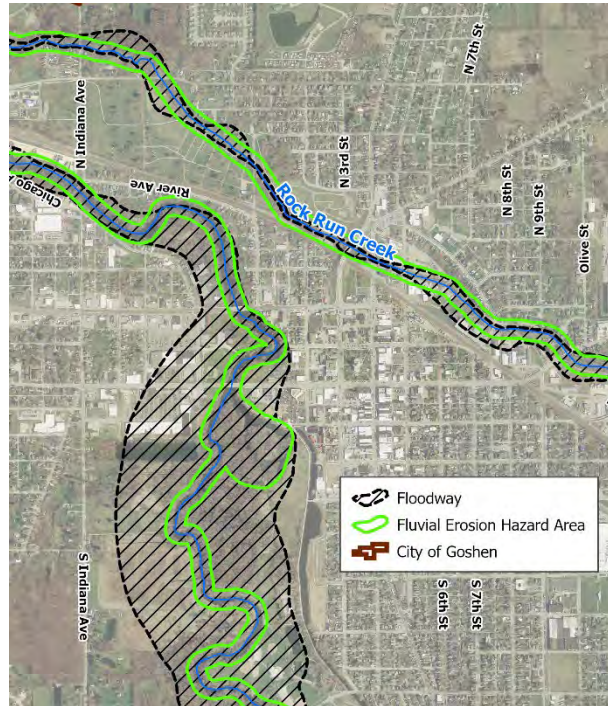 N 7th St
N Indiana Ave
N 3rd St
River Ave
Chicago A
Rock Run Creek
N 8th St
N 9th St
Olive St
Floodway
Fluvial Erosion Hazard Area
City of Goshen
S Indiana Ave
S 6th St
S 7th St